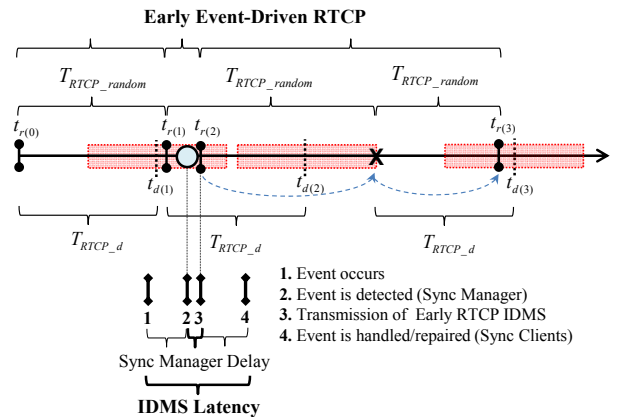 Early Event-Driven RTCP
T_RTCP_random T_RTCP_random T_RTCP_random
t_r(0) t_r(1) t_r(2) t_r(3)
X
t_d(1) t_d(2) t_d(3)
T_RTCP_d T_RTCP_d T_RTCP_d
1 2 3 4
Sync Manager Delay
IDMS Latency
1. Event occurs
2. Event is detected (Sync Manager)
3. Transmission of Early RTCP IDMS
4. Event is handled/repaired (Sync Clients)